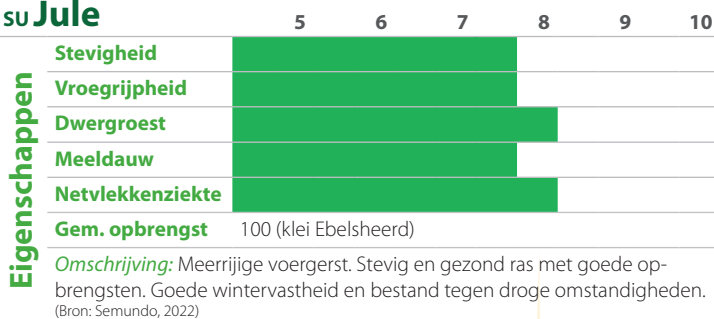 SU Jule
5 6 7 8 9 10
Eigenschappen
Stevigheid
Vroegrijpheid
Dwergroest
Meeldauw
Netvlekkenziekte
Gem. opbrengst 100 (klei Ebelsheerd)
Omschrijving: Meerrijige voergerst. Stevig en gezond ras met goede op-
brengsten. Goede wintervastheid en bestand tegen droge omstandigheden.
(Bron: Semundo, 2022)